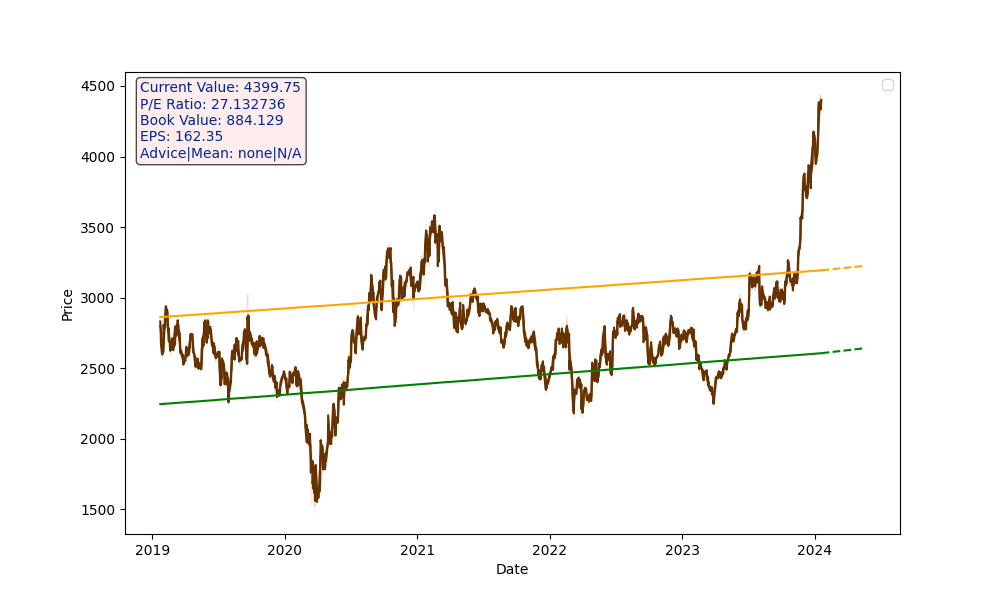 4500
4000
3500
3000
2500
2000
1500
Price
Current Value: 4399.75
P/E Ratio: 27.132736
Book Value: 884.129
EPS: 162.35
Advice|Mean: none|N/A
2019 2020 2021 2022 2023 2024
Date